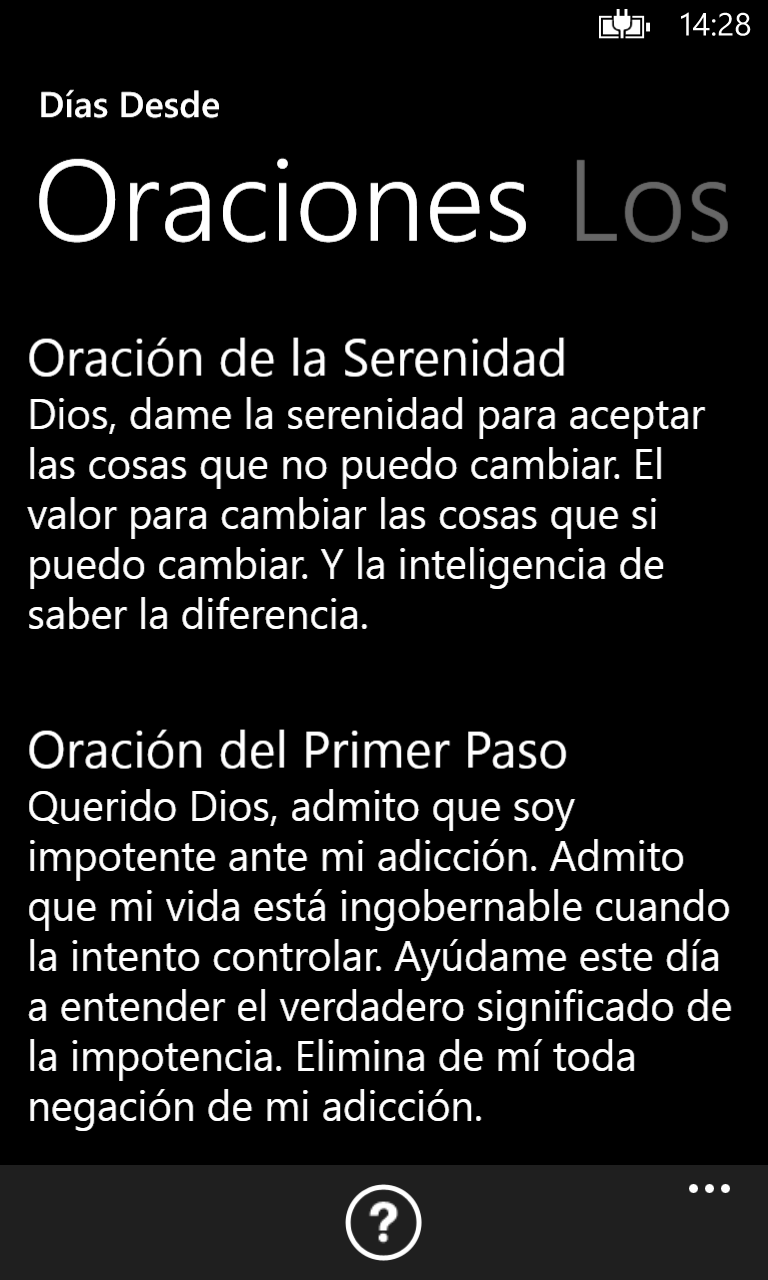 14:28
Días Desde
Oraciones Los
Oración de la Serenidad
Dios, dame la serenidad para aceptar
las cosas que no puedo cambiar. El
valor para cambiar las cosas que si
puedo cambiar. Y la inteligencia de
saber la diferencia.
Oración del Primer Paso
Querido Dios, admito que soy
impotente ante mi adicción. Admito
que mi vida está ingobernable cuando
la intento controlar. Ayúdame este día
a entender el verdadero significado de
la impotencia. Elimina de mí toda
negación de mi adicción.
?